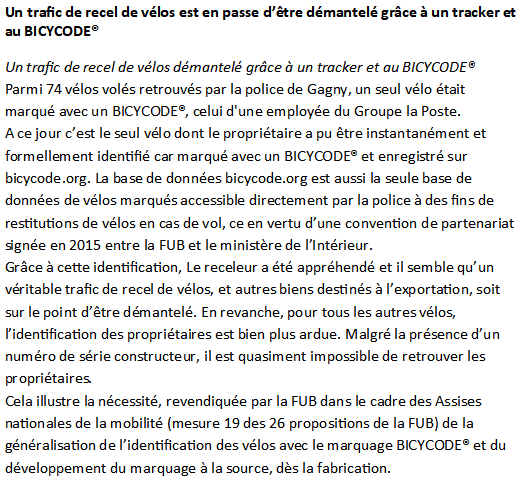 Un trafic de recel de vélos est en passe d’être démantelé grâce à un tracker et
au BICYCODE®
Un trafic de recel de vélos démantelé grâce à un tracker et au BICYCODE®
Parmi 74 vélos volés retrouvés par la police de Gagny, un seul vélo était
marqué avec un BICYCODE®, celui d'une employée du Groupe la Poste.
A ce jour c’est le seul vélo dont le propriétaire a pu être instantanément et
formellement identifié car marqué avec un BICYCODE® et enregistré sur
bicycode.org. La base de données bicycode.org est aussi la seule base de
données de vélos marqués accessible directement par la police à des fins de
restitutions de vélos en cas de vol, ce en vertu d’une convention de partenariat
signée en 2015 entre la FUB et le ministère de l’Intérieur.
Grâce à cette identification, Le receleur a été appréhendé et il semble qu’un
véritable trafic de recel de vélos, et autres biens destinés à l’exportation, soit
sur le point d’être démantelé. En revanche, pour tous les autres vélos,
l’identification des propriétaires est bien plus ardue. Malgré la présence d’un
numéro de série constructeur, il est quasiment impossible de retrouver les
propriétaires.
Cela illustre la nécessité, revendiquée par la FUB dans le cadre des Assises
nationales de la mobilité (mesure 19 des 26 propositions de la FUB) de la
généralisation de l’identification des vélos avec le marquage BICYCODE® et du
développement du marquage à la source, dès la fabrication.